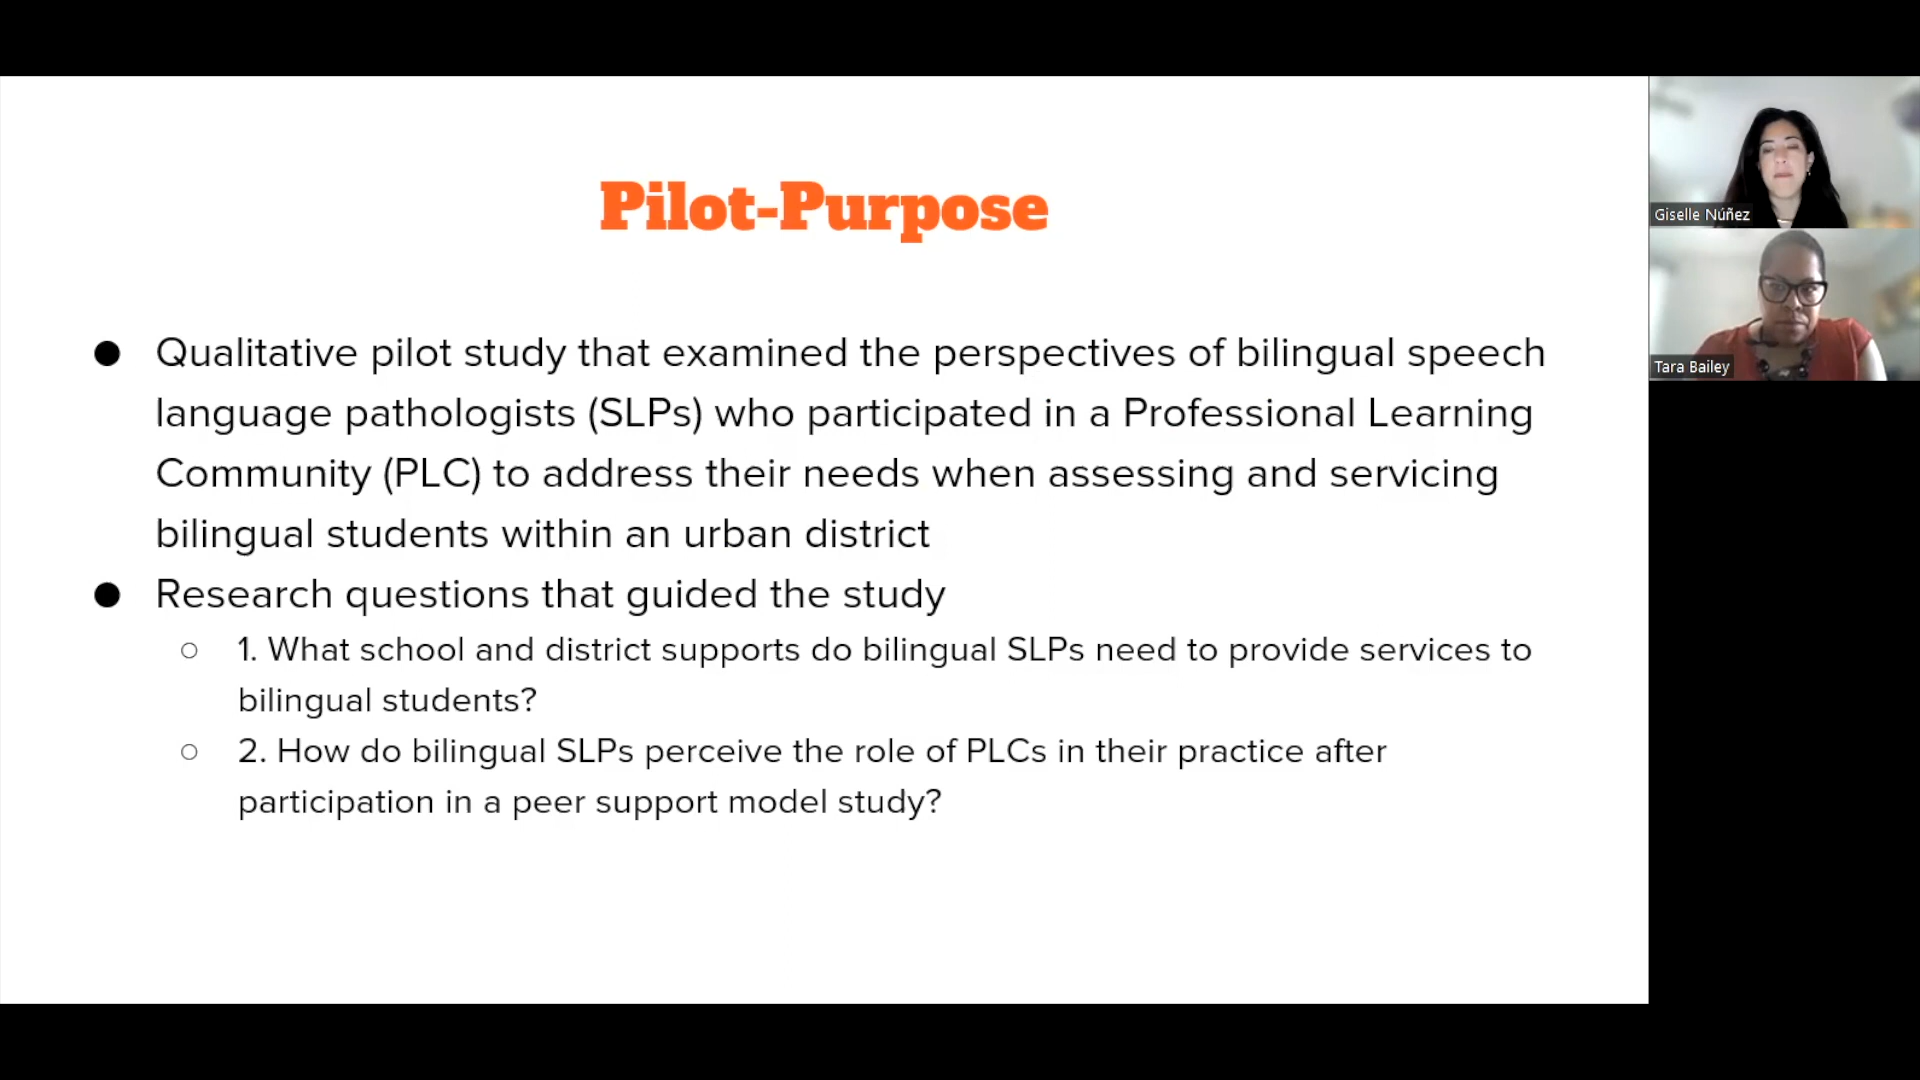 Pilot-Purpose
● Qualitative pilot study that examined the perspectives of bilingual speech
language pathologists (SLPs) who participated in a Professional Learning
Community (PLC) to address their needs when assessing and servicing
bilingual students within an urban district
● Research questions that guided the study
○ 1. What school and district supports do bilingual SLPs need to provide services to
bilingual students?
○ 2. How do bilingual SLPs perceive the role of PLCs in their practice after
participation in a peer support model study?
Giselle Núñez
Tara Bailey